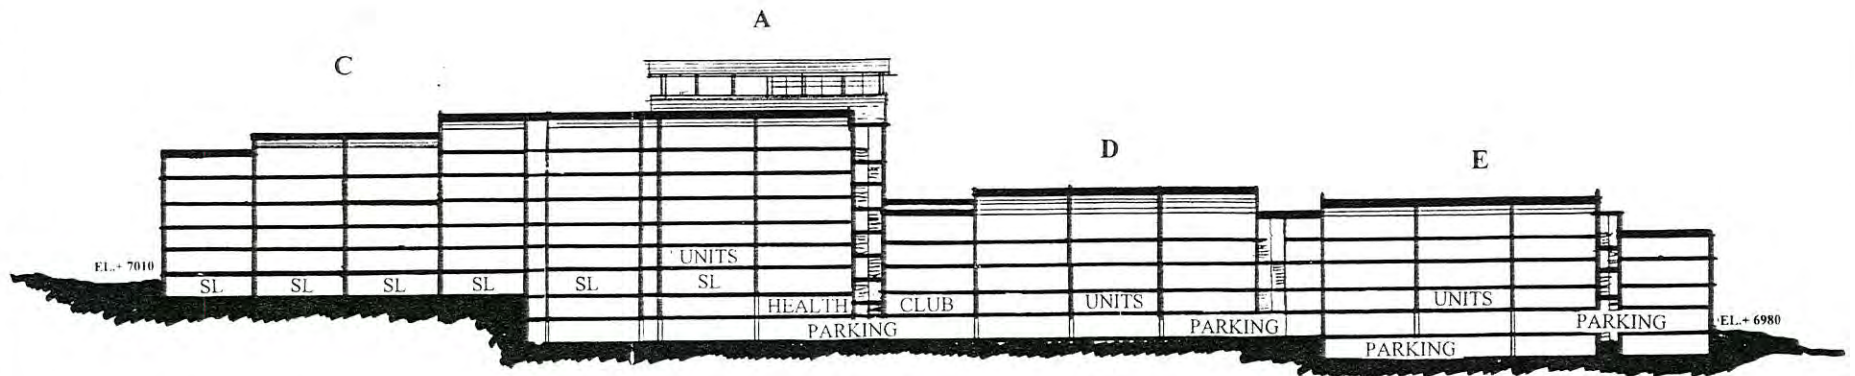 A
C
D
E
UNITS
EL.+ 7010
SL SL SL SL SL SL
HEALTH CLUB UNITS UNITS
PARKING PARKING PARKING EL.+ 6980
PARKING